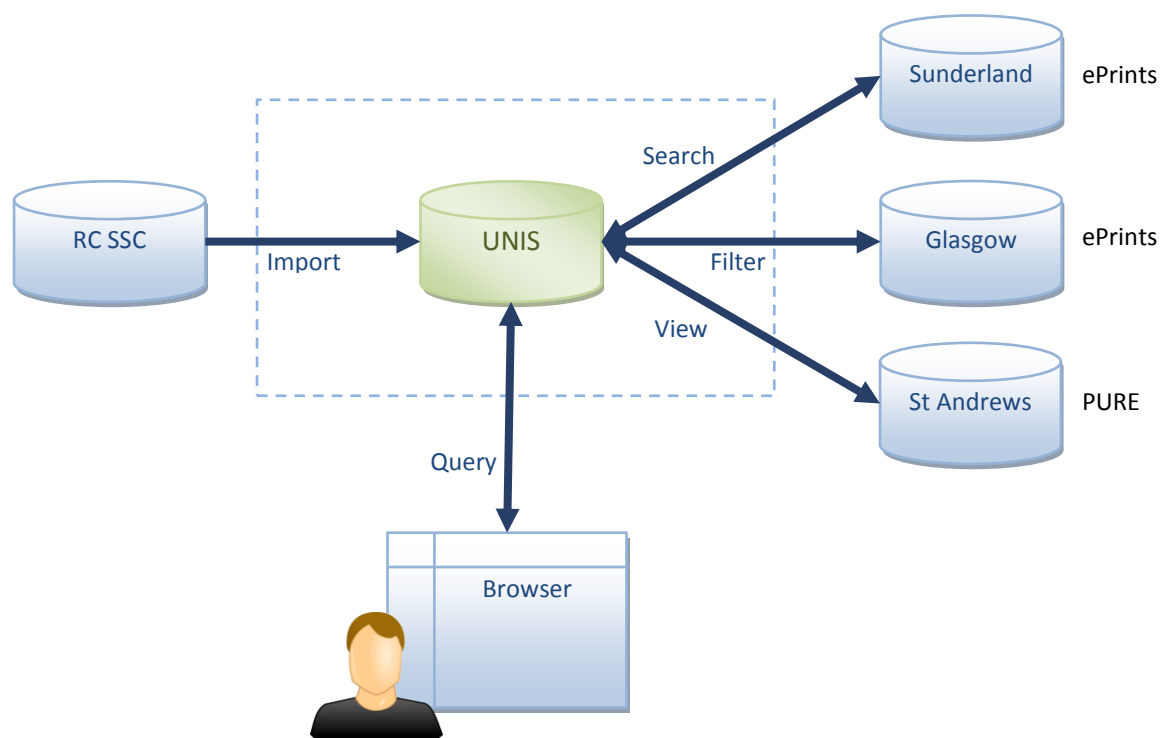 Sunderland
ePrints
Search
RC SSC
UNIS
Glasgow
ePrints
Import
Filter
View
St Andrews
PURE
Query
Browser